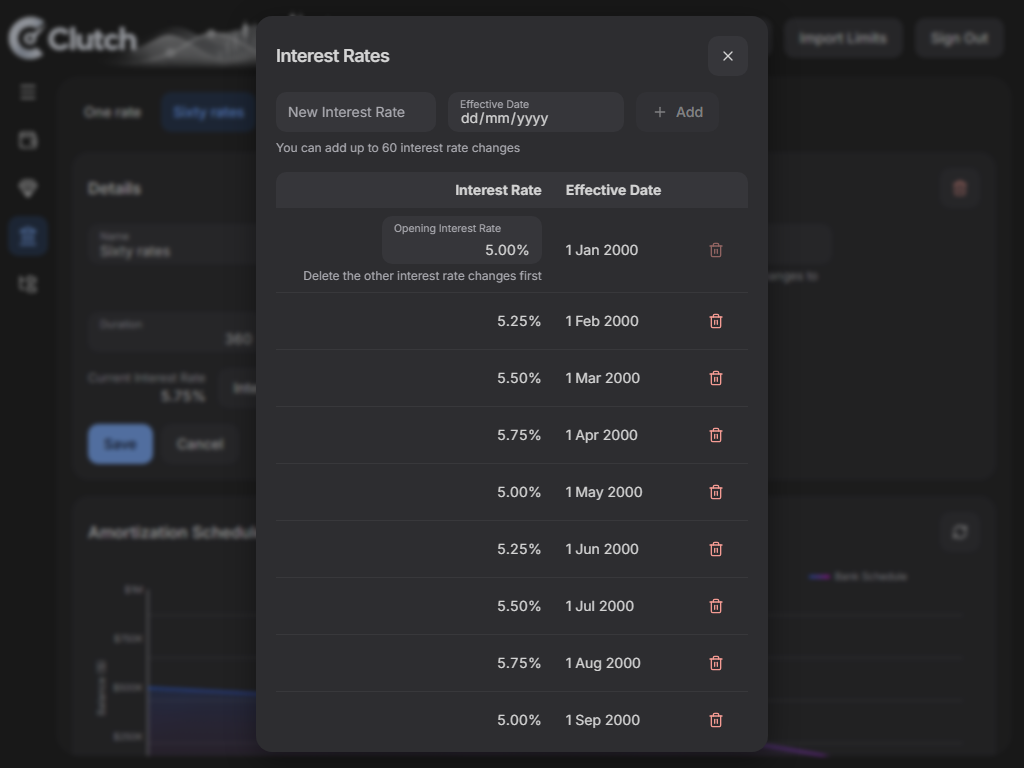 Clutch
Import Limits
Sign Out
One rate
Sixty rates
Details
Name
Sixty rates
Duration
360
Current Interest Rate
5.75%
Save
Cancel
Amortization Schedule
Bank Schedule
Interest Rates
New Interest Rate
Effective Date
dd/mm/yyyy
Add
You can add up to 60 interest rate changes
Interest Rate Effective Date
Opening Interest Rate
5.00% 1 Jan 2000
Delete the other interest rate changes first
5.25% 1 Feb 2000
5.50% 1 Mar 2000
5.75% 1 Apr 2000
5.00% 1 May 2000
5.25% 1 Jun 2000
5.50% 1 Jul 2000
5.75% 1 Aug 2000
5.00% 1 Sep 2000